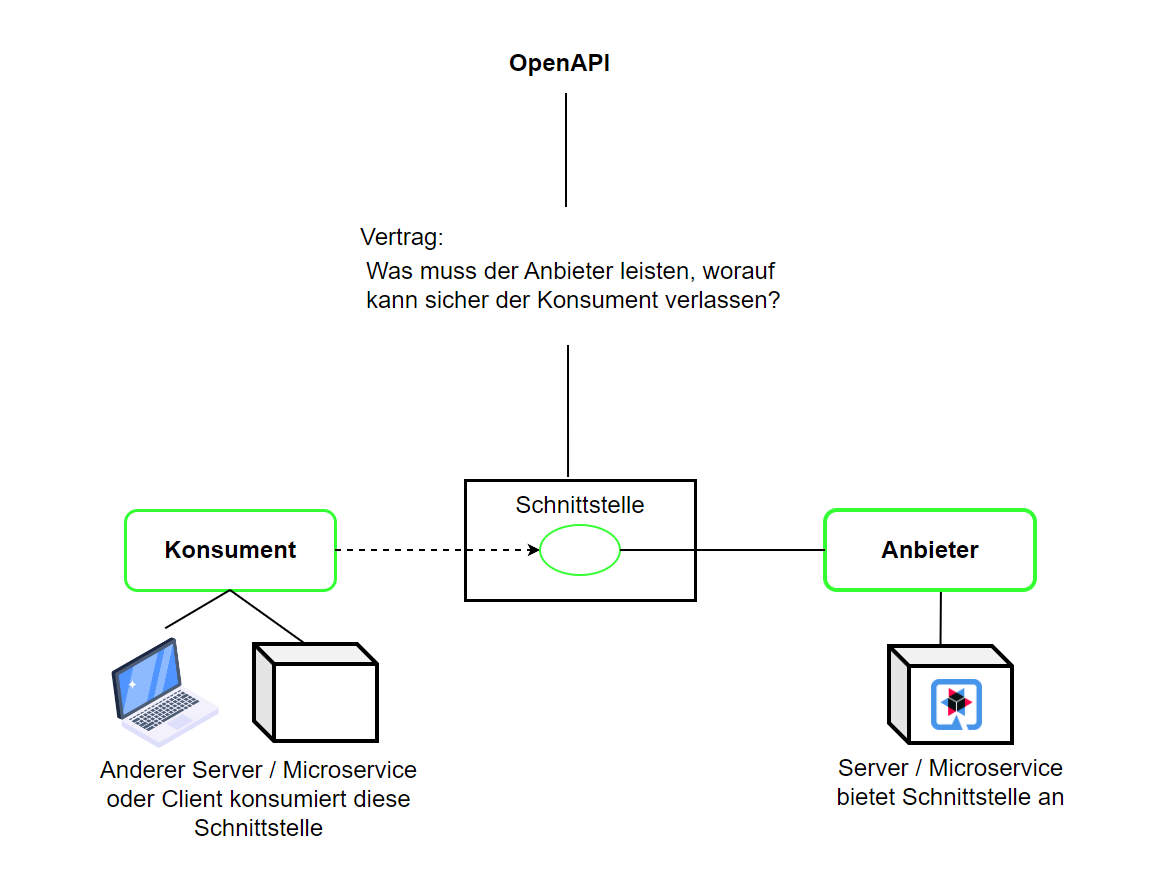 OpenAPI
Vertrag:
Was muss der Anbieter leisten, worauf
kann sicher der Konsument verlassen?
Schnittstelle
Konsument
Anbieter
Anderer Server / Microservice
oder Client konsumiert diese
Schnittstelle
Server / Microservice
bietet Schnittstelle an